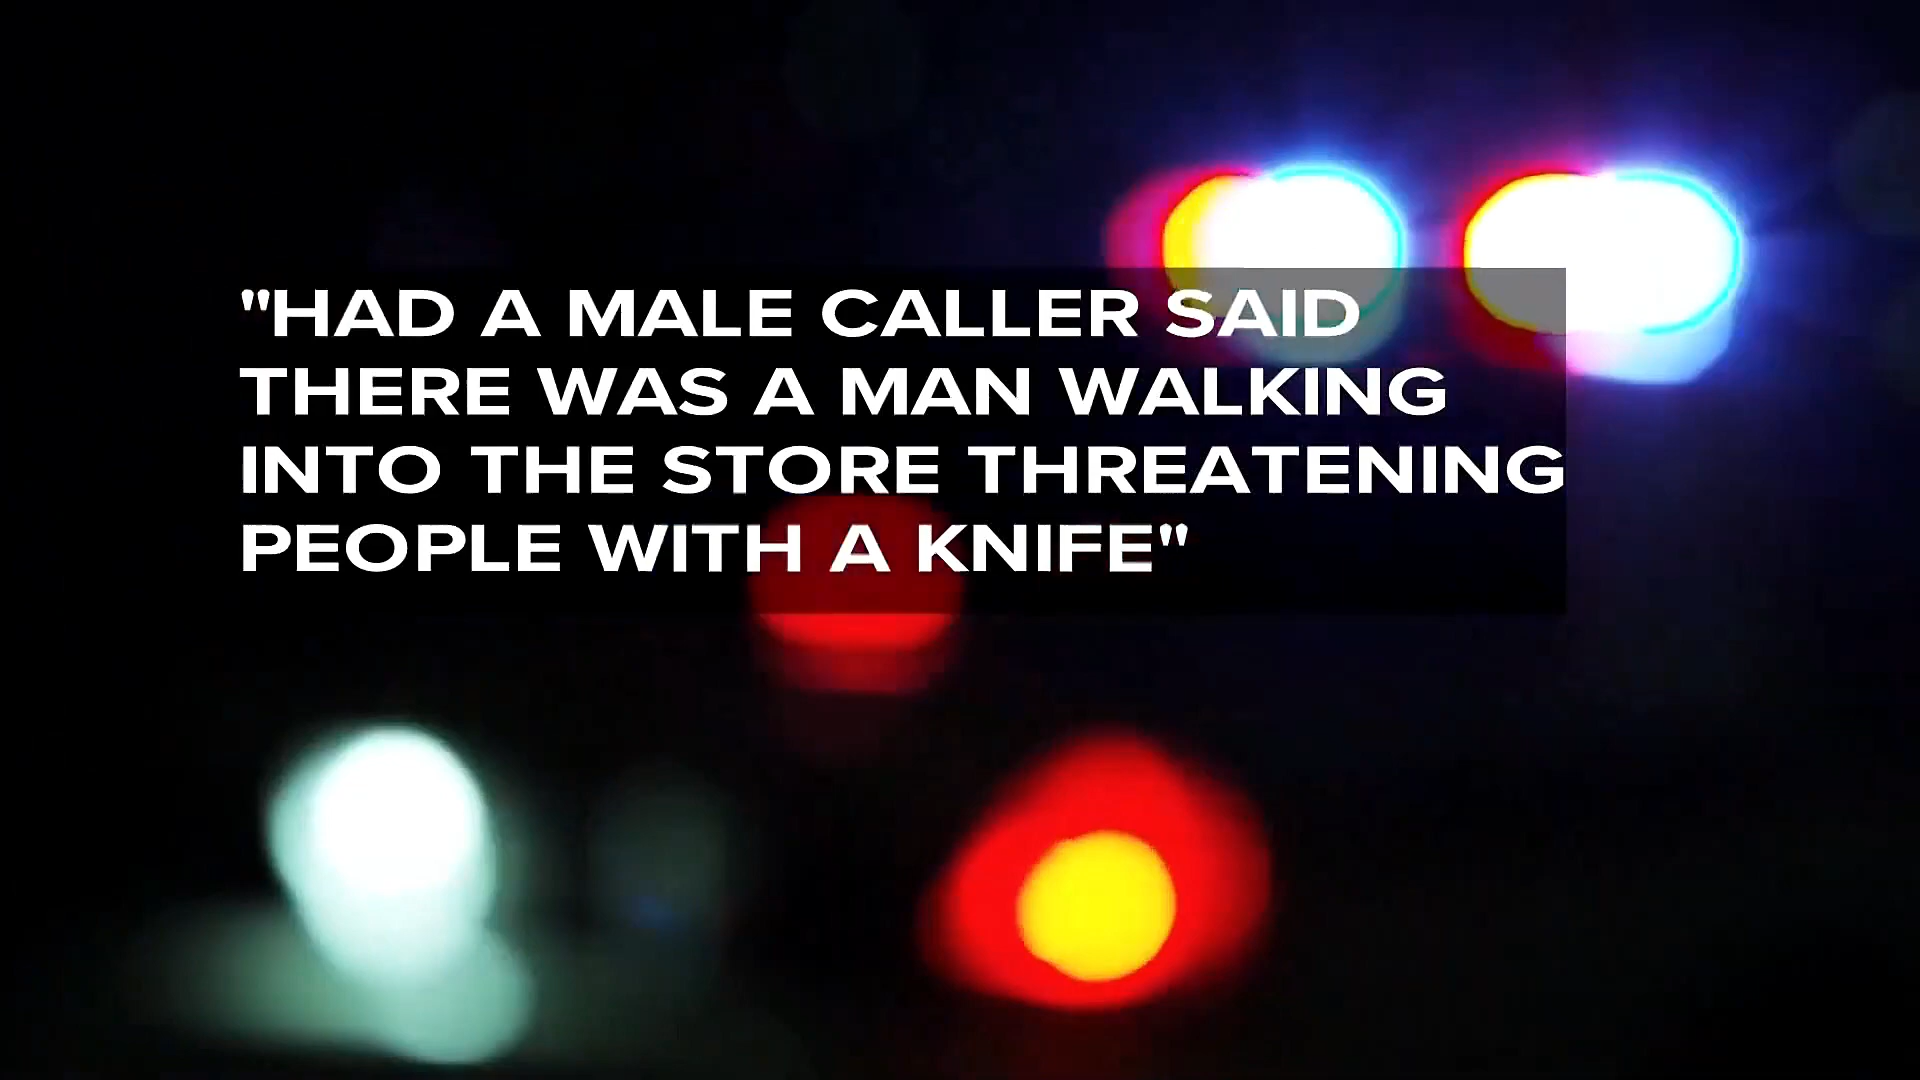 "HAD A MALE CALLER SAID
THERE WAS A MAN WALKING
INTO THE STORE THREATENING
PEOPLE WITH A KNIFE"